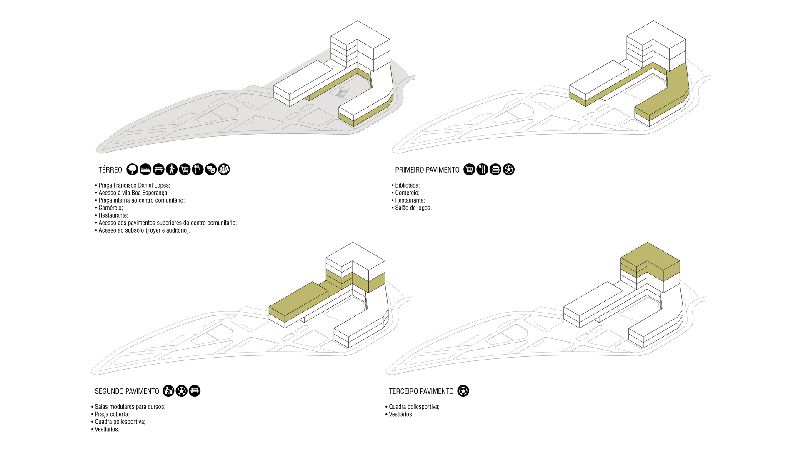 TÉRREO
• Praça Francisco Daniel Lopes;
• Acesso à vila Boa Esperança
• Praça interna ao centro comunitário;
• Comércio;
• Restaurante;
• Acesso aos pavimentos superiores do centro comunitário;
• Acesso ao subsolo (foyer e auditório).
PRIMEIRO PAVIMENTO
• Biblioteca;
• Comércio;
• Restaurante;
• Salão de jogos.
SEGUNDO PAVIMENTO
• Salas modulares para cursos;
• Praça coberta;
• Quadra poliesportiva;
• Vestiários.
TERCEIRO PAVIMENTO
• Quadra poliesportiva;
• Vestiários.